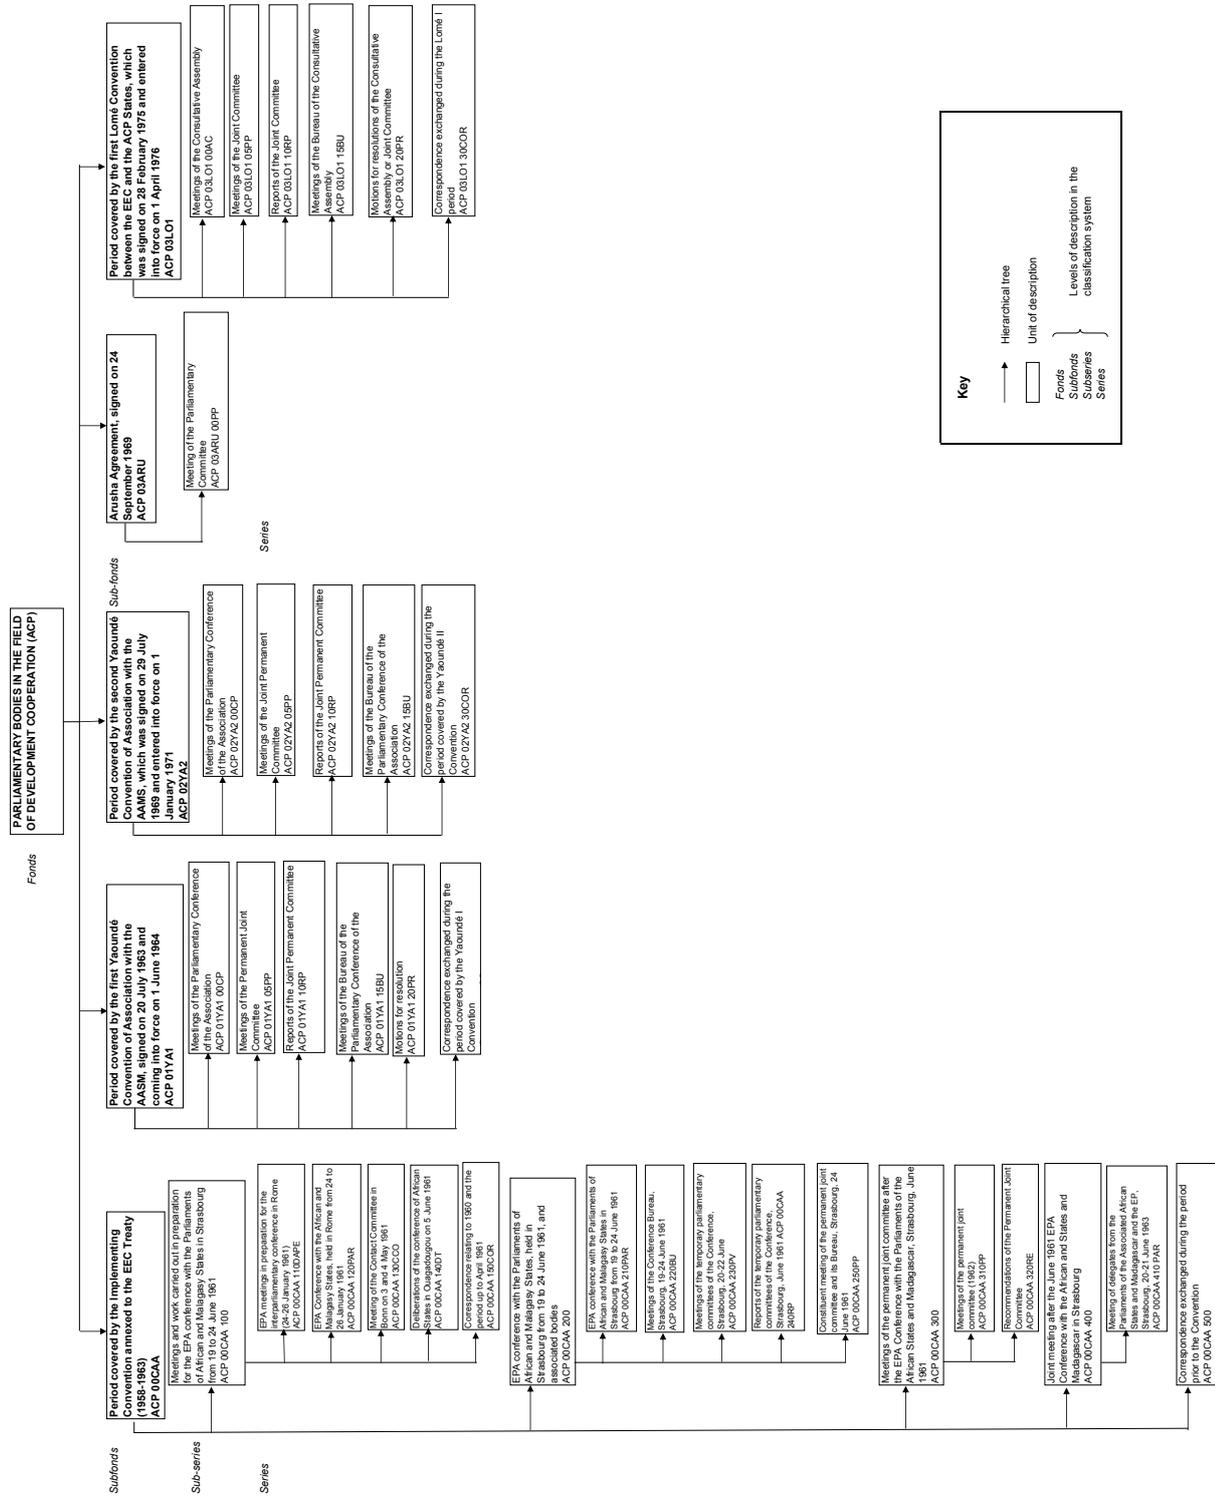 PARLIAMENTARY BODIES IN THE FIELD
OF DEVELOPMENT COOPERATION (ACP)
Fonds
Subfonds
Sub-series
Series
Period covered by the Implementing
Convention annexed to the EEC Treaty
(1958-1963)
ACP 00CAA
Meetings and work carried out in preparation
for the EPA conference with the Parliaments
of African and Malagasy States in Strasbourg
from 19 to 24 June 1961
ACP 00CAA 100
EPA meetings in preparation for the
interparliamentary conference in Rome
(24-26 January 1961)
ACP 00CAA 110D/APE
EPA Conference with the African and
Malagasy States, held in Rome from 24 to
26 January 1961
ACP 00CAA 120PAR
Meeting of the Contact Committee in
Bonn on 3 and 4 May 1961
ACP 00CAA 130CCO
Deliberations of the conference of African
States in Ouagadougou on 5 June 1961
ACP 00CAA 140DT
Correspondence relating to 1960 and the
period up to April 1961
ACP 00CAA 150COR
EPA conference with the Parliaments of
African and Malagasy States, held in
Strasbourg from 19 to 24 June 1961, and
associated bodies
ACP 00CAA 200
EPA conference with the Parliaments of
African and Malagasy States in
Strasbourg from 19 to 24 June 1961
ACP 00CAA 210PAR
Meetings of the Conference Bureau,
Strasbourg, 19-24 June 1961
ACP 00CAA 220BU
Meetings of the temporary parliamentary
committees of the Conference,
Strasbourg, 20-22 June
ACP 00CAA 230PV
Reports of the temporary parliamentary
committees of the Conference,
Strasbourg, June 1961 ACP 00CAA
240RP
Constituent meeting of the permanent joint
committee and its Bureau, Strasbourg, 24
June 1961
ACP 00CAA 250PP
Meetings of the permanent joint committee after
the EPA Conference with the Parliaments of the
African States and Madagascar, Strasbourg, June
1961
ACP 00CAA 300
Meetings of the permanent joint
committee (1962)
ACP 00CAA 310PP
Recommendations of the Permanent Joint
Committee
ACP 00CAA 320RE
Joint meeting after the June 1961 EPA
Conference with the African and States and
Madagascar in Strasbourg
ACP 00CAA 400
Meeting of delegates from the
Parliaments of the Associated African
States and Madagascar and the EP,
Strasbourg, 20-21 June 1963
ACP 00CAA 410 PAR
Correspondence exchanged during the period
prior to the Convention
ACP 00CAA 500
Period covered by the first Yaoundé
Convention of Association with the
AASM, signed on 20 July 1963 and
coming into force on 1 June 1964
ACP 01YA1
Meetings of the Parliamentary Conference
of the Association
ACP 01YA1 00CP
Meetings of the Permanent Joint
Committee
ACP 01YA1 05PP
Reports of the Joint Permanent Committee
ACP 01YA1 10RP
Meetings of the Bureau of the
Parliamentary Conference of the
Association
ACP 01YA1 15BU
Motions for resolution
ACP 01YA1 20PR
Correspondence exchanged during the
period covered by the Yaoundé I
Convention
Period covered by the second Yaoundé
Convention of Association with the
AAMS, which was signed on 29 July
1969 and entered into force on 1
January 1971
ACP 02YA2
Meetings of the Parliamentary Conference
of the Association
ACP 02YA2 00CP
Meetings of the Joint Permanent
Committee
ACP 02YA2 05PP
Reports of the Joint Permanent Committee
ACP 02YA2 10RP
Meetings of the Bureau of the
Parliamentary Conference of the
Association
ACP 02YA2 15BU
Correspondence exchanged during the
period covered by the Yaoundé II
Convention
ACP 02YA2 30COR
Sub-fonds
Series
Arusha Agreement, signed on 24
September 1969
ACP 03ARU
Meeting of the Parliamentary
Committee
ACP 03ARU 00PP
Period covered by the first Lomé Convention
between the EEC and the ACP States, which
was signed on 28 February 1975 and entered
into force on 1 April 1976
ACP 03LO1
Meetings of the Consultative Assembly
ACP 03LO1 00AC
Meetings of the Joint Committee
ACP 03LO1 05PP
Reports of the Joint Committee
ACP 03LO1 10RP
Meetings of the Bureau of the Consultative
Assembly
ACP 03LO1 15BU
Motions for resolutions of the Consultative
Assembly or Joint Committee
ACP 03LO1 20PR
Correspondence exchanged during the Lomé I
period
ACP 03LO1 30COR
Key
Hierarchical tree
Unit of description
Fonds
Subfonds
Subseries
Series
Levels of description in the
classification system